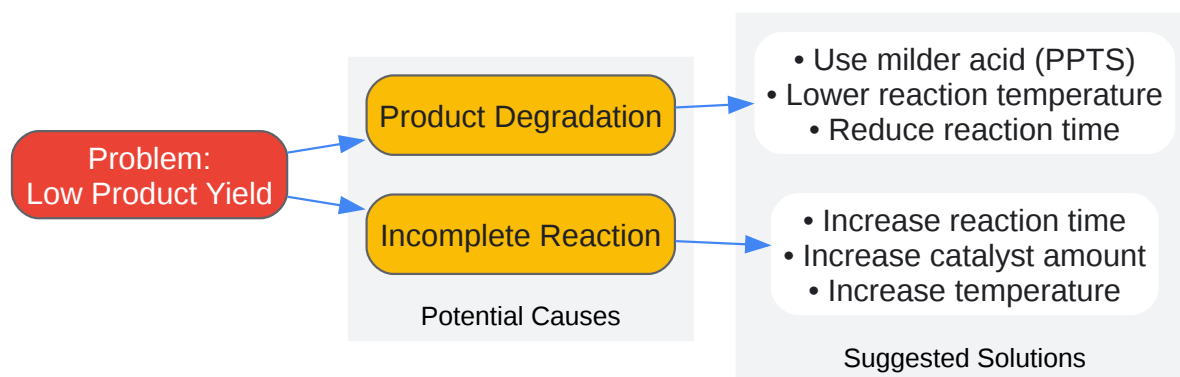 Problem:
Low Product Yield
Product Degradation
Incomplete Reaction
Potential Causes
• Use milder acid (PPTS)
• Lower reaction temperature
• Reduce reaction time
• Increase reaction time
• Increase catalyst amount
• Increase temperature
Suggested Solutions